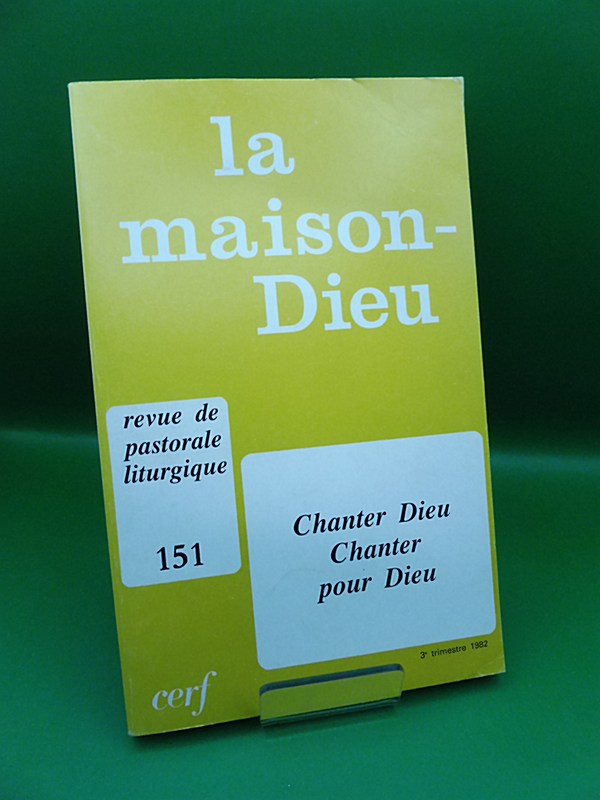 la
maison-
Dieu
revue de
pastorale
liturgique
151
Chanter Dieu
Chanter
pour Dieu
3e trimestre 1982
cerf